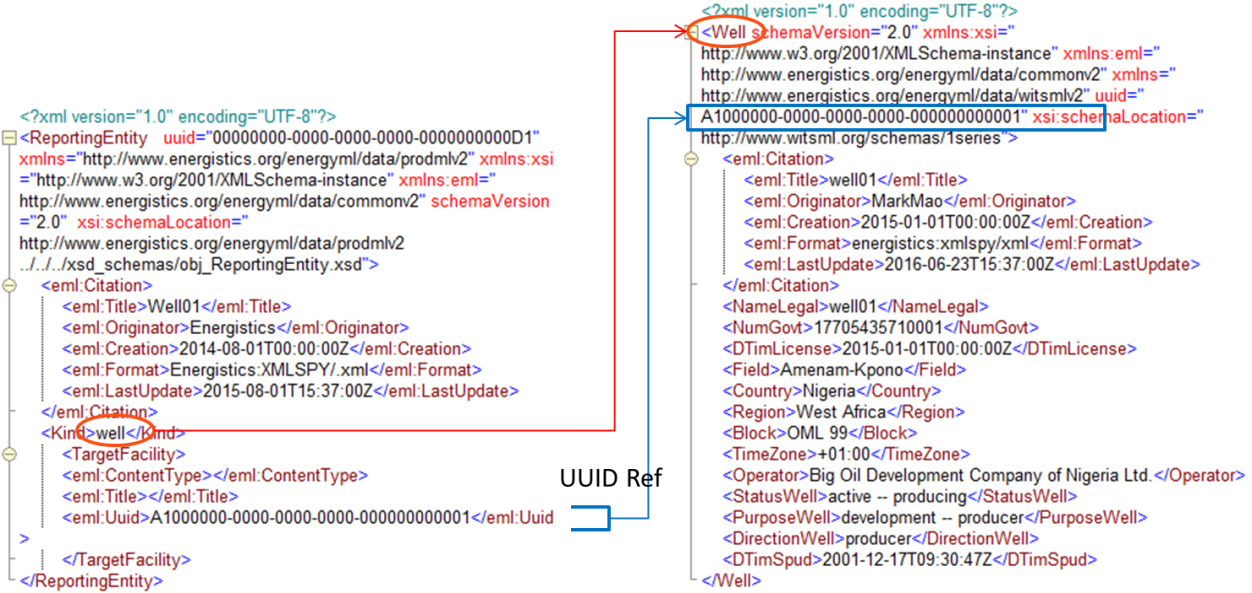 <?xml version="1.0" encoding="UTF-8"?>
<ReportingEntity   uuid="00000000-0000-0000-0000-0000000000D1"
xmlns="http://www.energistics.org/energyml/data/prodmlv2" xmlns:xsi
="http://www.w3.org/2001/XMLSchema-instance" xmlns:eml="
http://www.energistics.org/energyml/data/commonv2" schemaVersion
="2.0"  xsi:schemaLocation="
http://www.energistics.org/energyml/data/prodmlv2
../../../xsd_schemas/obj_ReportingEntity.xsd">
<eml:Citation>
<eml:Title>Well01</eml:Title>
<eml:Originator>Energistics</eml:Originator>
<eml:Creation>2014-08-01T00:00:00Z</eml:Creation>
<eml:Format>Energistics:XMLSPY/.xml</eml:Format>
<eml:LastUpdate>2015-08-01T15:37:00Z</eml:LastUpdate>
</eml:Citation>
<Kind>well</Kind>
<TargetFacility>
<eml:ContentType></eml:ContentType>
<eml:Title></eml:Title>
<eml:Uuid>A1000000-0000-0000-0000-000000000001</eml:Uuid
>
</TargetFacility>
</ReportingEntity>
UUID Ref
<?xml version="1.0" encoding="UTF-8"?>
<Well schemaVersion="2.0" xmlns:xsi="
http://www.w3.org/2001/XMLSchema-instance" xmlns:eml="
http://www.energistics.org/energyml/data/commonv2" xmlns="
http://www.energistics.org/energyml/data/witsmlv2" uuid="
A1000000-0000-0000-0000-000000000001" xsi:schemaLocation="
http://www.witsml.org/schemas/1series">
<eml:Citation>
<eml:Title>well01</eml:Title>
<eml:Originator>MarkMao</eml:Originator>
<eml:Creation>2015-01-01T00:00:00Z</eml:Creation>
<eml:Format>energistics:xmlspy/xml</eml:Format>
<eml:LastUpdate>2016-06-23T15:37:00Z</eml:LastUpdate>
</eml:Citation>
<NameLegal>well01</NameLegal>
<NumGovt>17705435710001</NumGovt>
<DTimLicense>2015-01-01T00:00:00Z</DTimLicense>
<Field>Amenam-Kpono</Field>
<Country>Nigeria</Country>
<Region>West Africa</Region>
<Block>OML 99</Block>
<TimeZone>+01:00</TimeZone>
<Operator>Big Oil Development Company of Nigeria Ltd.</Operator>
<StatusWell>active -- producing</StatusWell>
<PurposeWell>development -- producer</PurposeWell>
<DirectionWell>producer</DirectionWell>
<DTimSpud>2001-12-17T09:30:47Z</DTimSpud>
</Well>